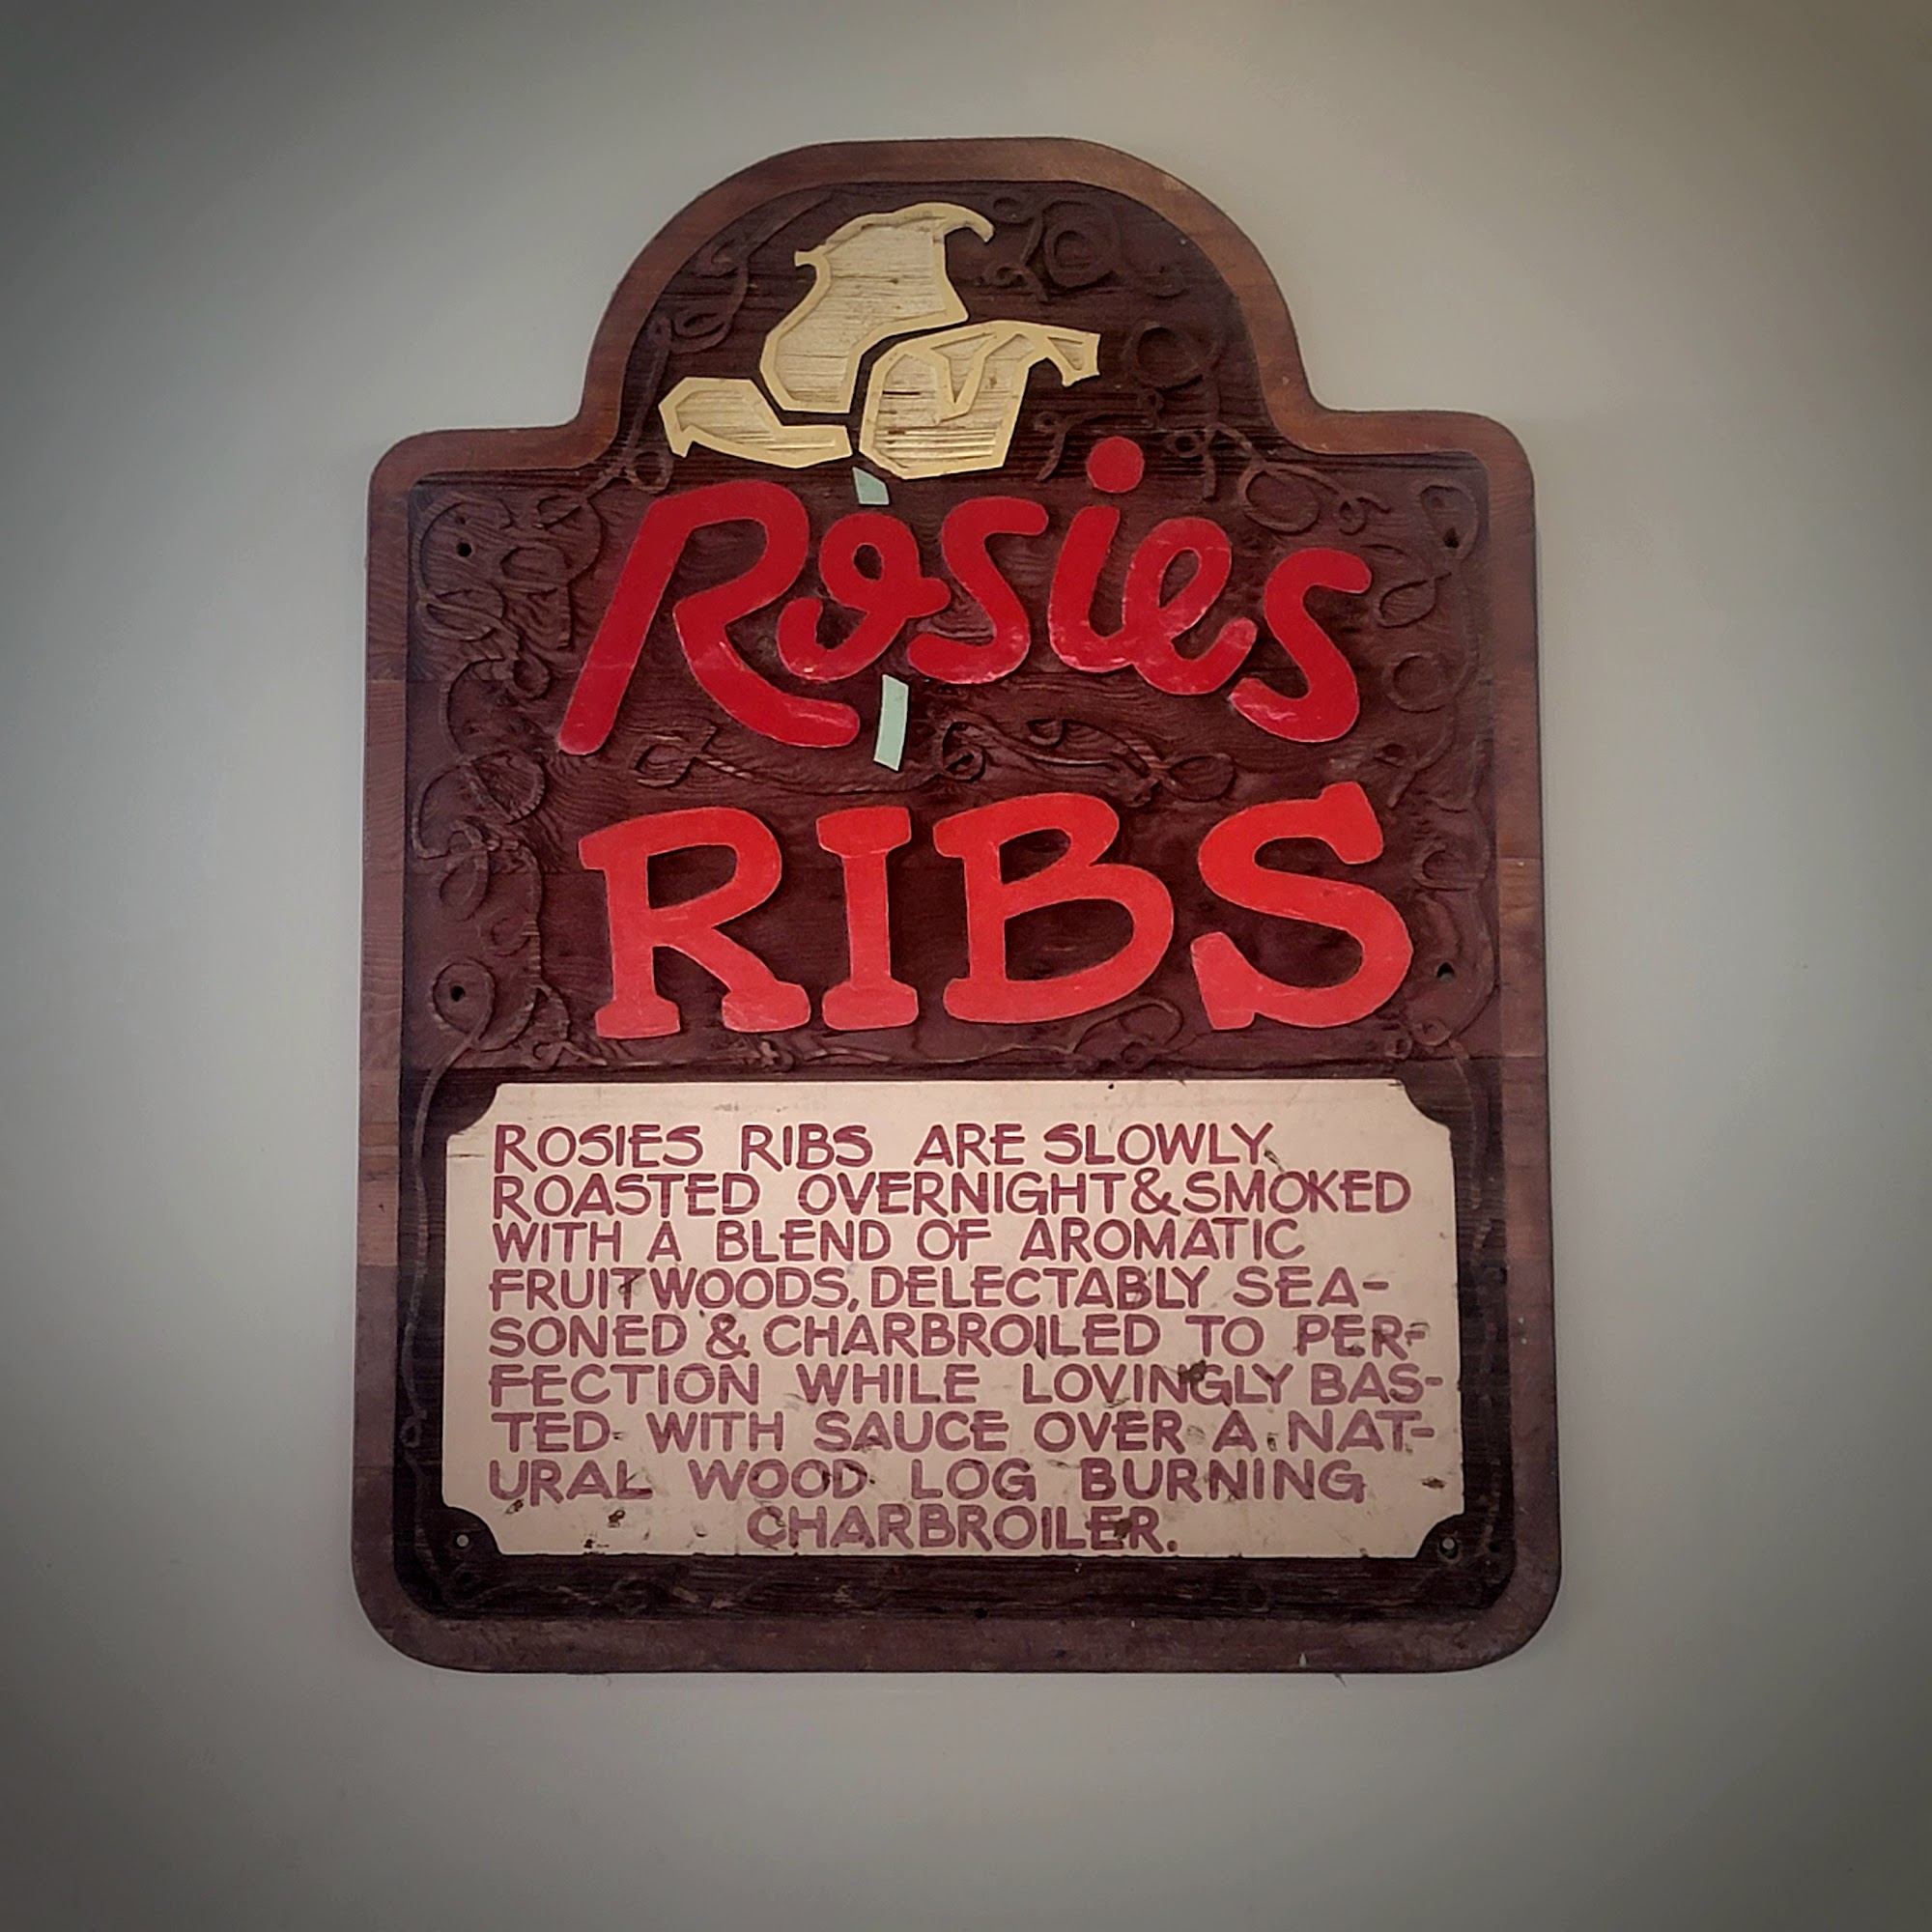 Rosies
RIBS
ROSIES RIBS ARE SLOWLY
ROASTED OVERNIGHT & SMOKED
WITH A BLEND OF AROMATIC
FRUITWOODS, DELECTABLY SEA-
SONED & CHARBROILED TO PER-
FECTION WHILE LOVINGLY BAS-
TED WITH SAUCE OVER A NAT-
URAL WOOD LOG BURNING
CHARBROILER.